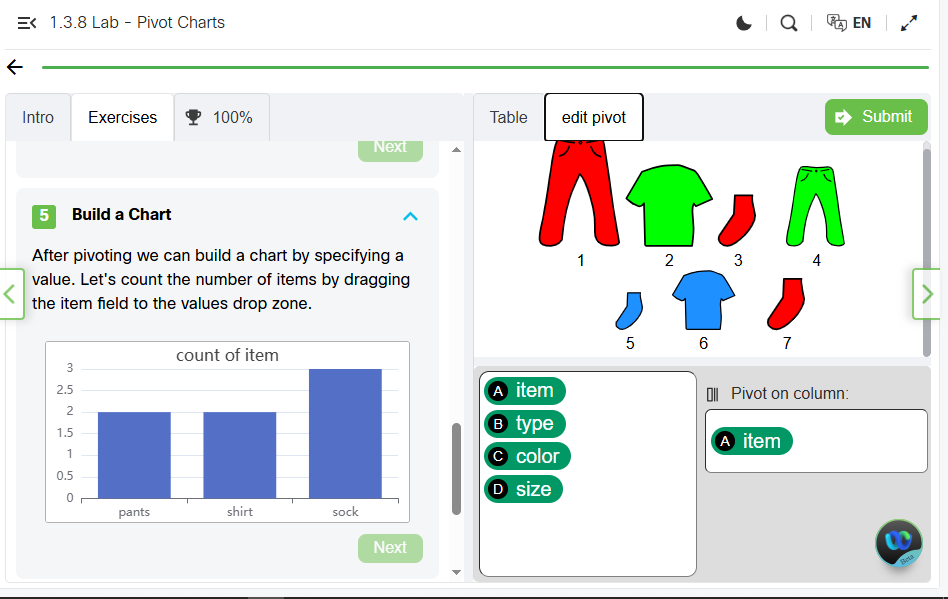 1.3.8 Lab - Pivot Charts
EN
Intro
Exercises
100%
Table
edit pivot
Submit
Next
5 Build a Chart
After pivoting we can build a chart by specifying a
value. Let's count the number of items by dragging
the item field to the values drop zone.
count of item
3
2.5
2
1.5
1
0.5
0
pants
shirt
sock
Next
1
2
3
4
5
6
7
A item
B type
C color
D size
Pivot on column:
A item
Beta